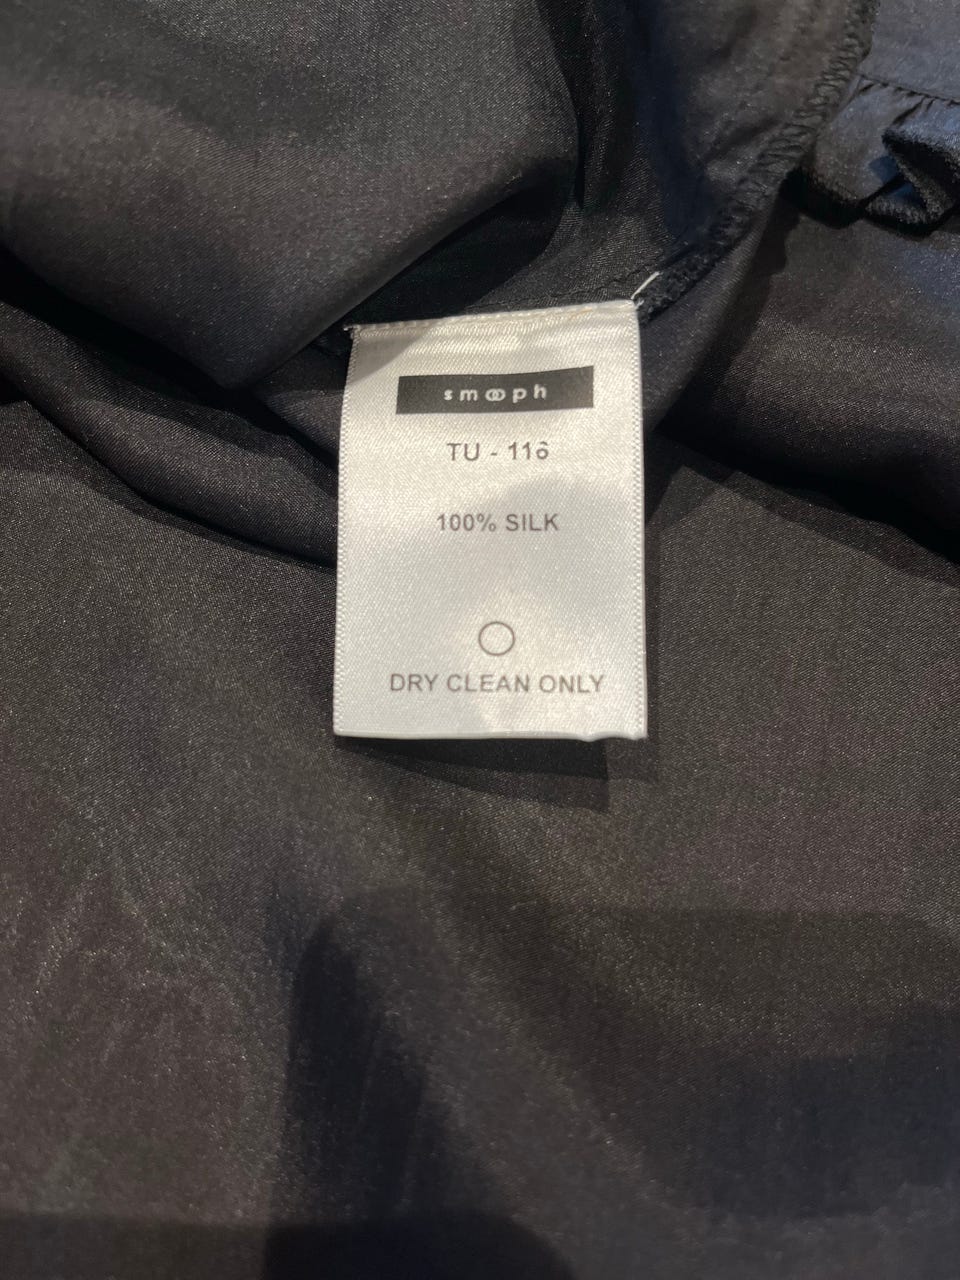 smooph
TU - 116
100% SILK
DRY CLEAN ONLY